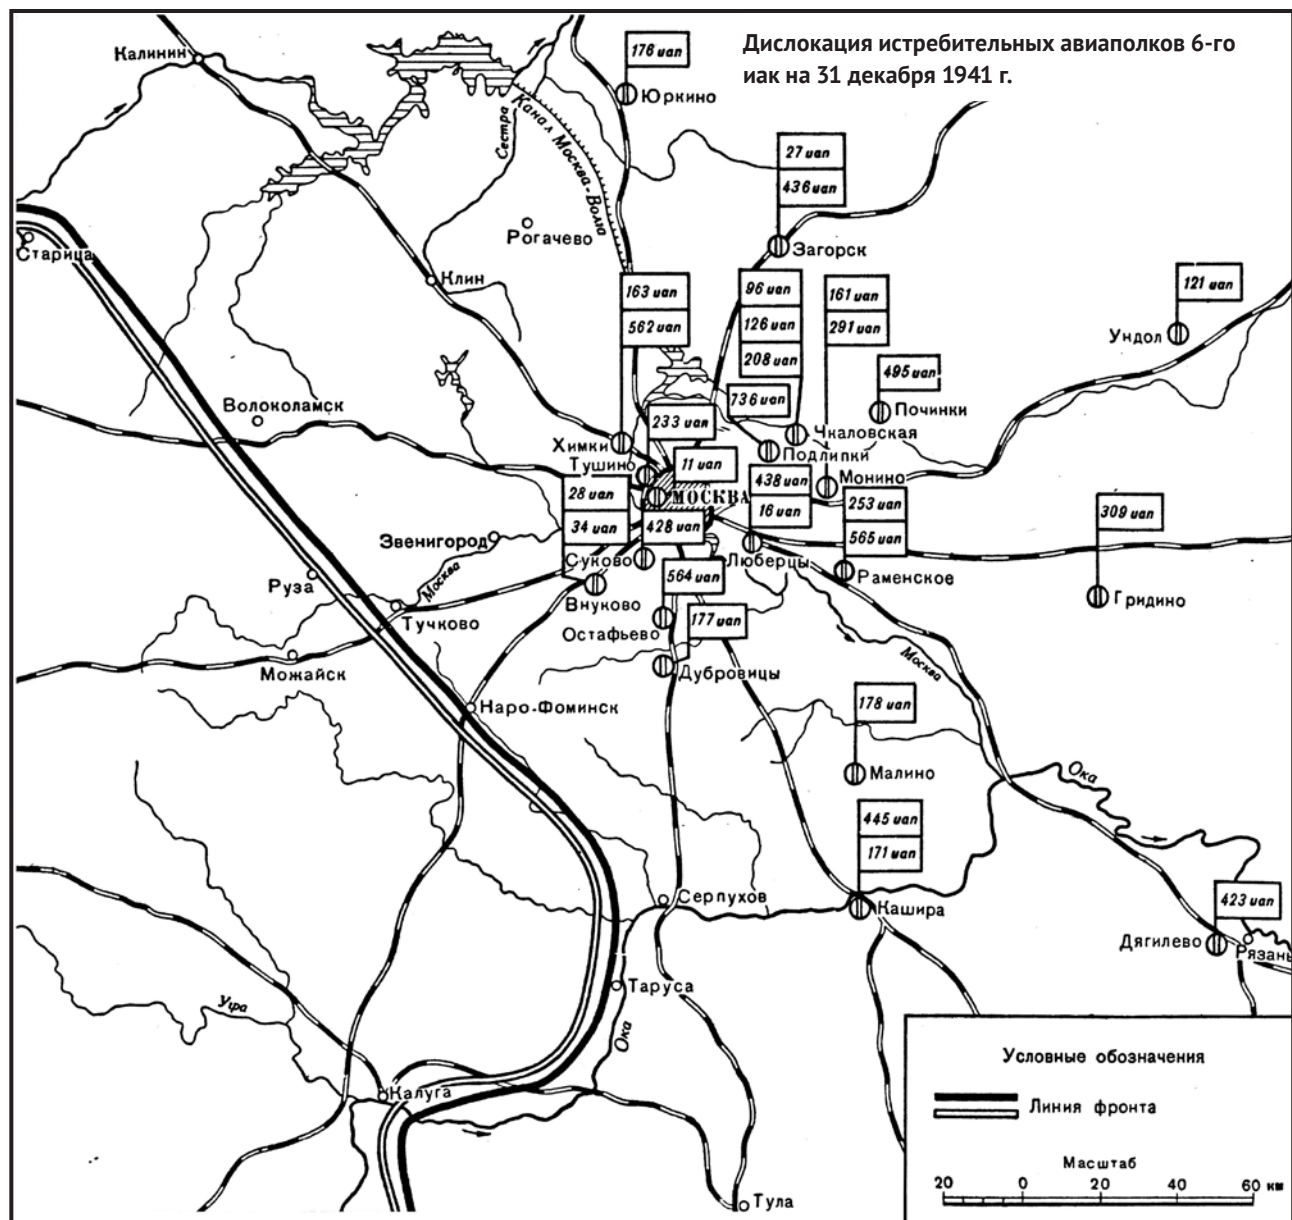 Дислокация истребительных авиаполков 6-го
иак на 31 декабря 1941 г.
Калинин
176 иап
Юркино
Сестра
Канал Москва-Волга
27 иап
436 иап
Рогачево
Загорск
Старица
Клин
163 иап
562 иап
96 иап
126 иап
208 иап
161 иап
291 иап
121 иап
Ундол
495 иап
Починки
736 иап
Волоколамск
233 иап
Чкаловская
Химки
Подлипки
Тушино
11 иап
438 иап
16 иап
Монино
МОСКВА
28 иап
34 иап
428 иап
253 иап
565 иап
309 иап
Звенигород
Суково
Люберцы
Раменское
Руза
Москва
564 иап
Внуково
Гридино
Тучково
Остафьево
177 иап
Москва
Можайск
Дубровицы
178 иап
Наро-Фоминск
Малино
Ока
445 иап
171 иап
Серпухов
Кашира
423 иап
Дягилево
Рязань
Таруса
Угра
Ока
Калуга
Тула
Условные обозначения
Линия фронта
Масштаб
20 0 20 40 60 км